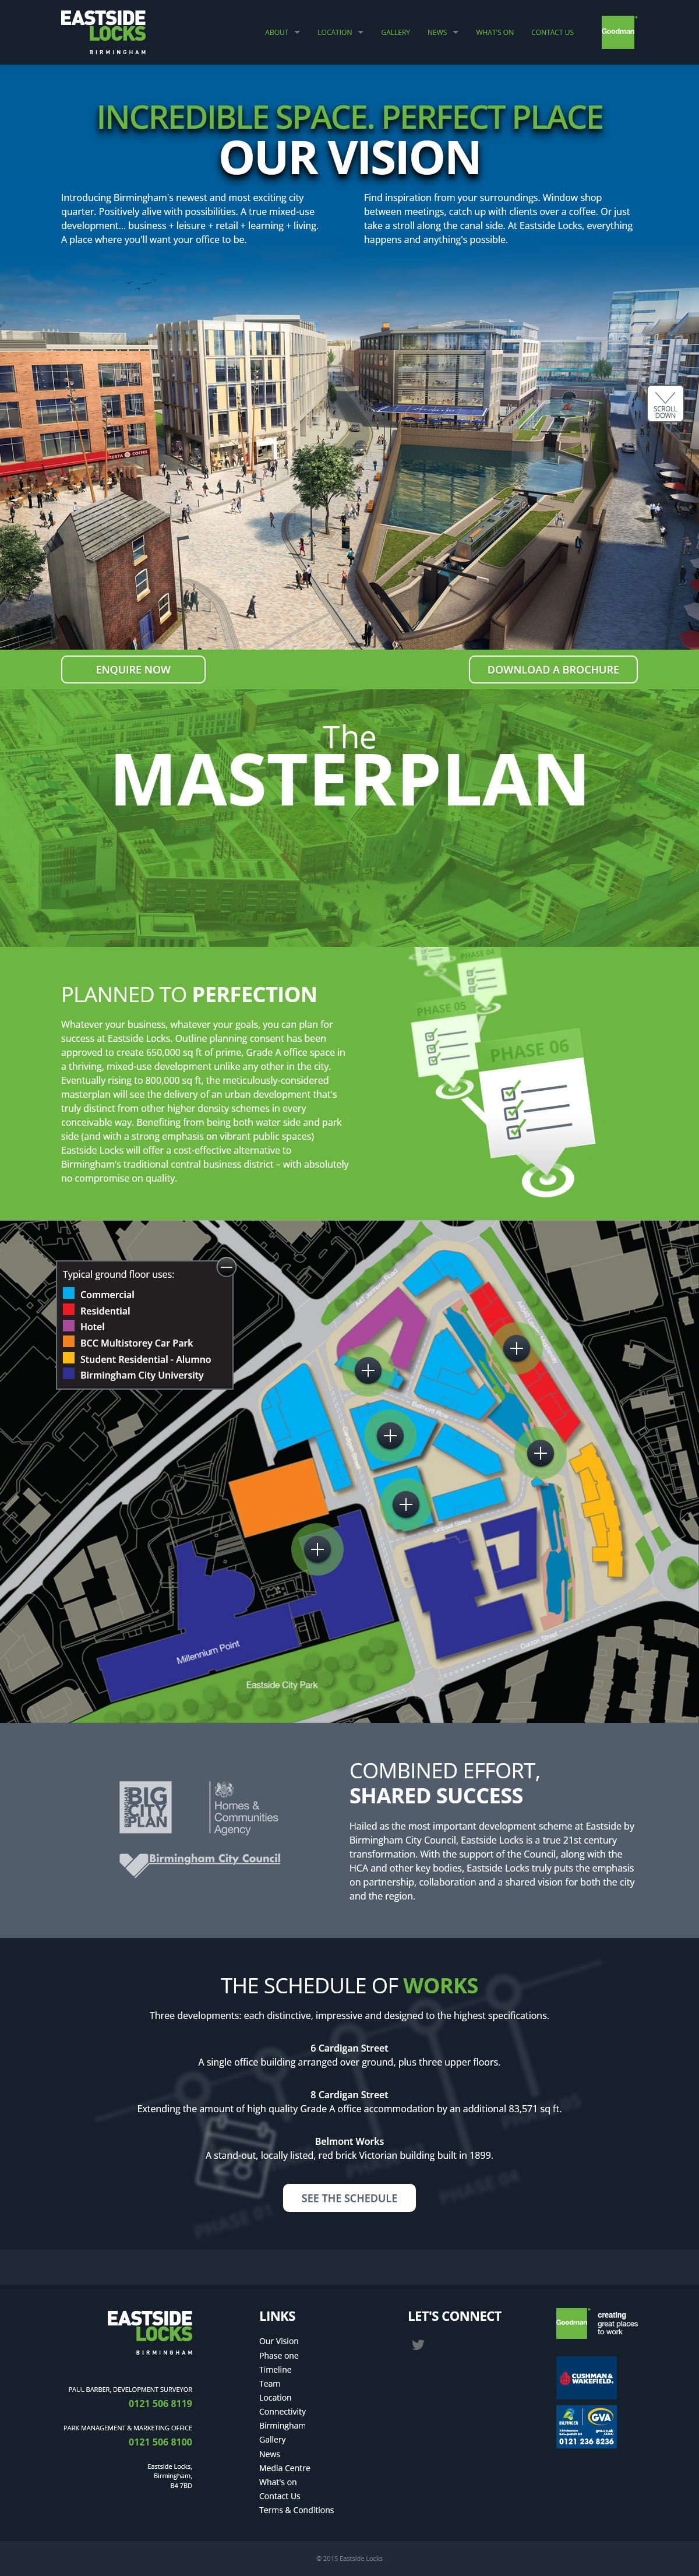 EASTSIDE
LOCKS
BIRMINGHAM
ABOUT
LOCATION
GALLERY
NEWS
WHAT'S ON
CONTACT US
Goodman
INCREDIBLE SPACE. PERFECT PLACE
OUR VISION
Introducing Birmingham's newest and most exciting city
quarter. Positively alive with possibilities. A true mixed-use
development... business + leisure + retail + learning + living.
A place where you'll want your office to be.
Find inspiration from your surroundings. Window shop
between meetings, catch up with clients over a coffee. Or just
take a scroll along the canal side. At Eastside Locks, everything
happens and anything's possible.
SCROLL
DOWN
COFFEE
ENQUIRE NOW
DOWNLOAD A BROCHURE
The
MASTERPLAN
PLANNED TO PERFECTION
Whatever your business, whatever your goals, you can plan for
success at Eastside Locks. Outline planning consent has been
approved to create 650,000 sq ft of prime, Grade A office space in
a thriving, mixed-use development unlike any other in the city.
Eventually rising to 800,000 sq ft, the meticulously-considered
masterplan will see the delivery of an urban development that's
truly distinct from other higher density schemes in every
conceivable way. Benefiting from being both water side and park
side (and with a strong emphasis on vibrant public spaces)
Eastside Locks will offer a cost-effective alternative to
Birmingham's traditional central business district – with absolutely
no compromise on quality.
PHASE 04
PHASE 05
PHASE 06
Typical ground floor uses:
Commercial
Residential
Hotel
BCC Multistorey Car Park
Student Residential - Alumno
Birmingham City University
Belmont Row
Cardigan Street
Gopsal Street
Curzon Street
Millennium Point
Eastside City Park
BIRMINGHAM
BIG
CITY
PLAN
Homes &
Communities
Agency
Birmingham City Council
COMBINED EFFORT,
SHARED SUCCESS
Hailed as the most important development scheme at Eastside by
Birmingham City Council, Eastside Locks is a true 21st century
transformation. With the support of the Council, along with the
HCA and other key bodies, Eastside Locks truly puts the emphasis
on partnership, collaboration and a shared vision for both the city
and the region.
THE SCHEDULE OF WORKS
Three developments: each distinctive, impressive and designed to the highest specifications.
6 Cardigan Street
A single office building arranged over ground, plus three upper floors.
8 Cardigan Street
Extending the amount of high quality Grade A office accommodation by an additional 83,571 sq ft.
Belmont Works
A stand-out, locally listed, red brick Victorian building built in 1899.
28
PHASE 04
PHASE 01
SEE THE SCHEDULE
EASTSIDE
LOCKS
BIRMINGHAM
PAUL BARBER, DEVELOPMENT SURVEYOR
0121 506 8119
PARK MANAGEMENT & MARKETING OFFICE
0121 506 8100
Eastside Locks,
Birmingham,
B4 7BD
LINKS
Our Vision
Phase one
Timeline
Team
Location
Connectivity
Birmingham
Gallery
News
Media Centre
What's on
Contact Us
Terms & Conditions
LET'S CONNECT
Goodman
creating
great places
to work
CUSHMAN &
WAKEFIELD
BILFINGER GVA
0121 236 8236
© 2015 Eastside Locks